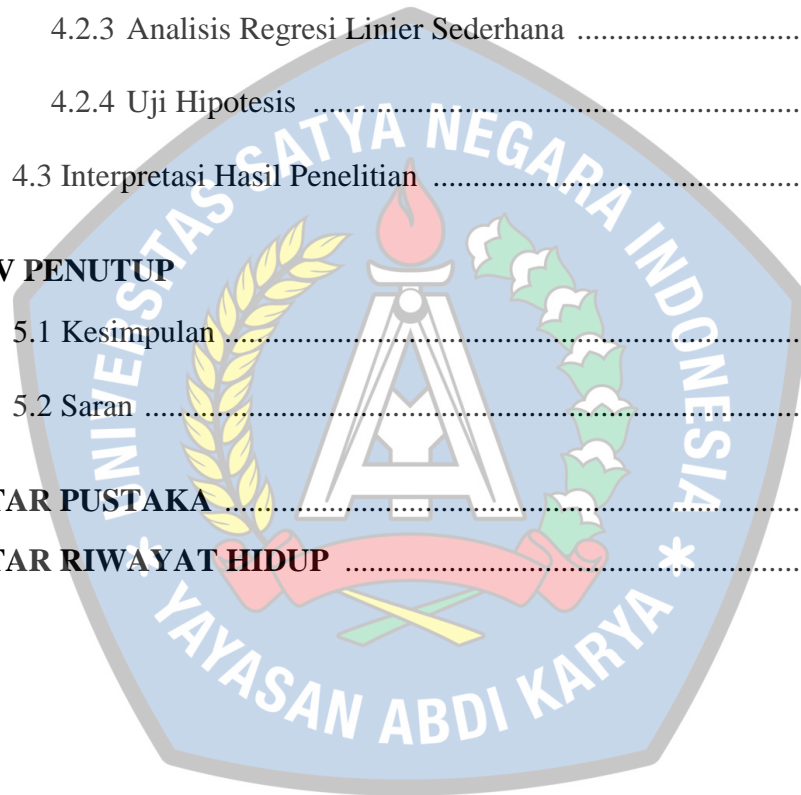 4.2.3 Analisis Regresi Linier Sederhana ..............................
4.2.4 Uji Hipotesis ................................................................
4.3 Interpretasi Hasil Penelitian ................................................
V PENUTUP
5.1 Kesimpulan ..........................................................................
5.2 Saran ....................................................................................
TAR PUSTAKA ..........................................................................
TAR RIWAYAT HIDUP ..........................................................
UNIVERSITAS SATYA NEGARA INDONESIA
* YAYASAN ABDI KARYA *